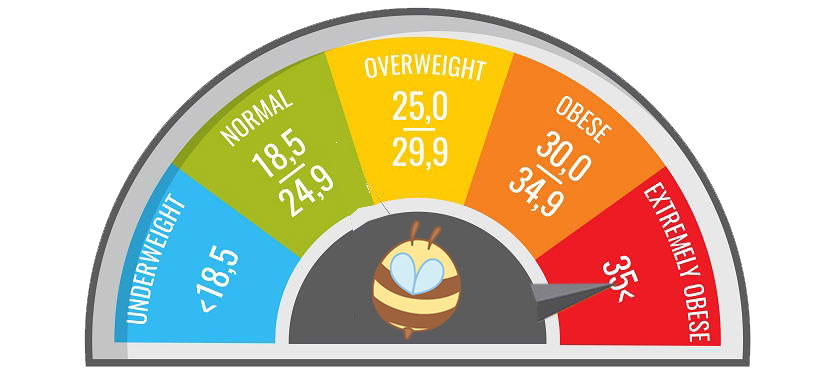 UNDERWEIGHT
<18,5
NORMAL
18,5
24,9
OVERWEIGHT
25,0
29,9
OBESE
30,0
34,9
EXTREMELY OBESE
35<